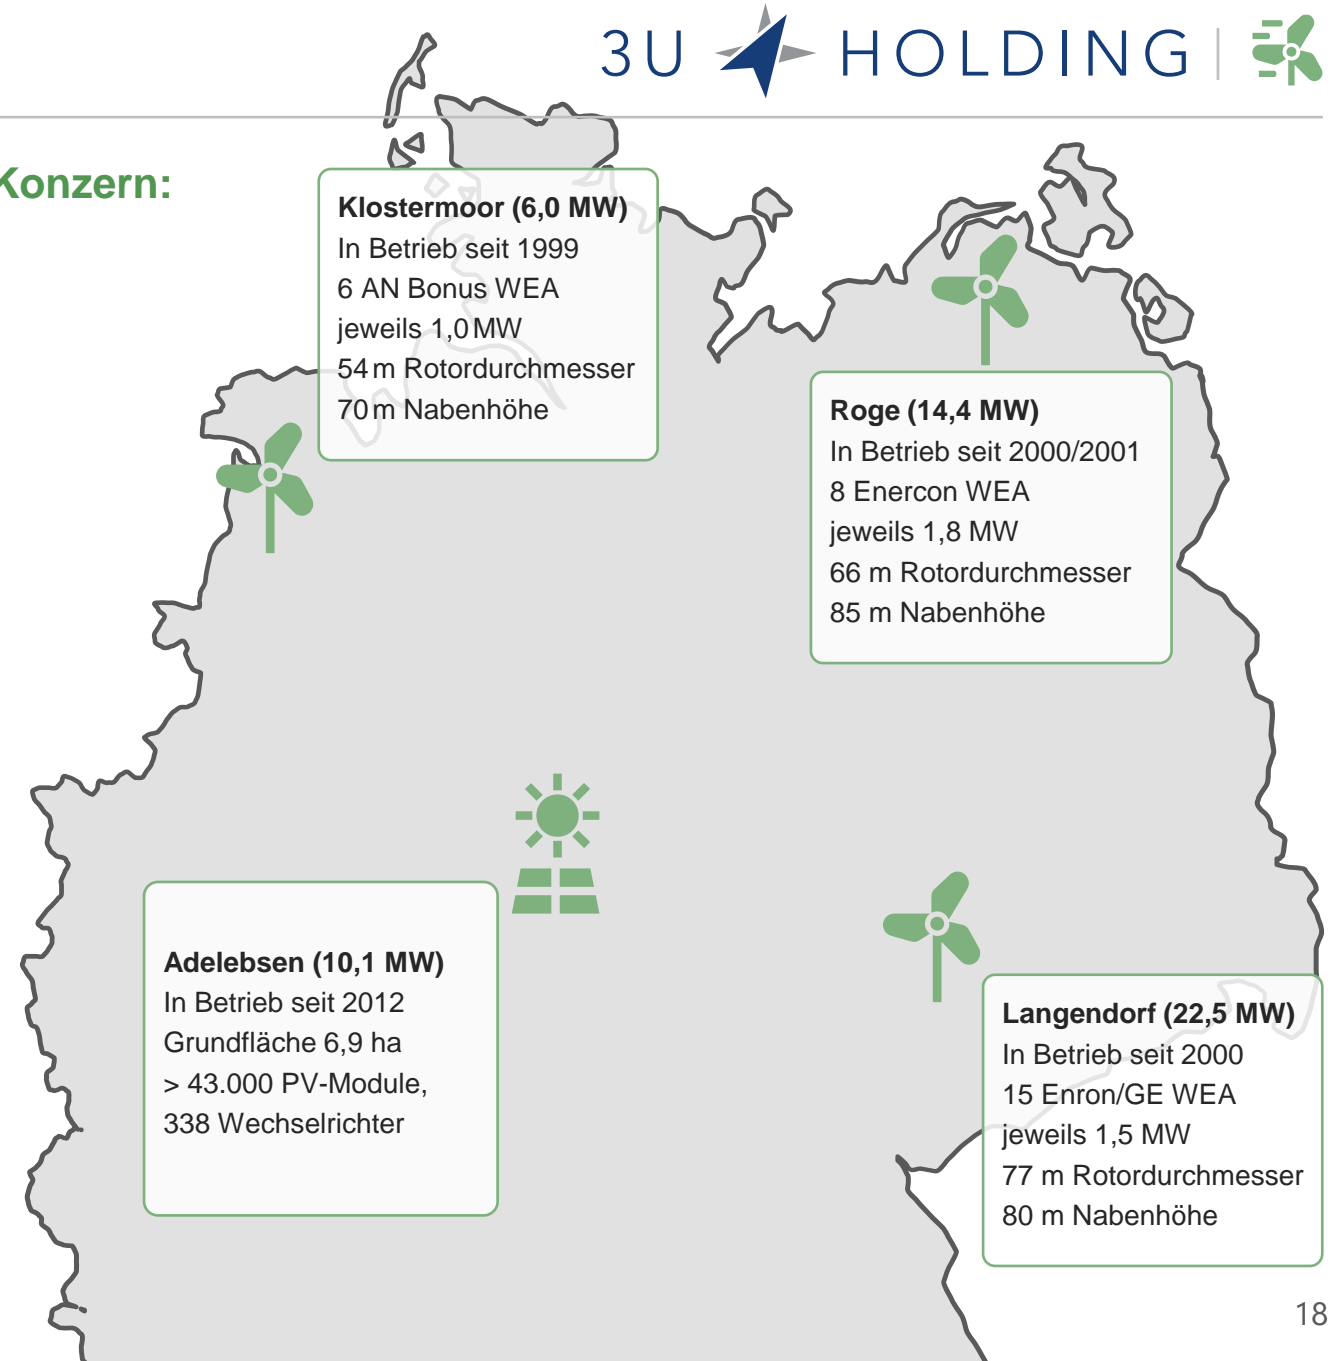 3U HOLDING
Konzern:
Klostermoor (6,0 MW)
In Betrieb seit 1999
6 AN Bonus WEA
jeweils 1,0 MW
54 m Rotordurchmesser
70 m Nabenhöhe
Roge (14,4 MW)
In Betrieb seit 2000/2001
8 Enercon WEA
jeweils 1,8 MW
66 m Rotordurchmesser
85 m Nabenhöhe
Adelebsen (10,1 MW)
In Betrieb seit 2012
Grundfläche 6,9 ha
> 43.000 PV-Module,
338 Wechselrichter
Langendorf (22,5 MW)
In Betrieb seit 2000
15 Enron/GE WEA
jeweils 1,5 MW
77 m Rotordurchmesser
80 m Nabenhöhe
18